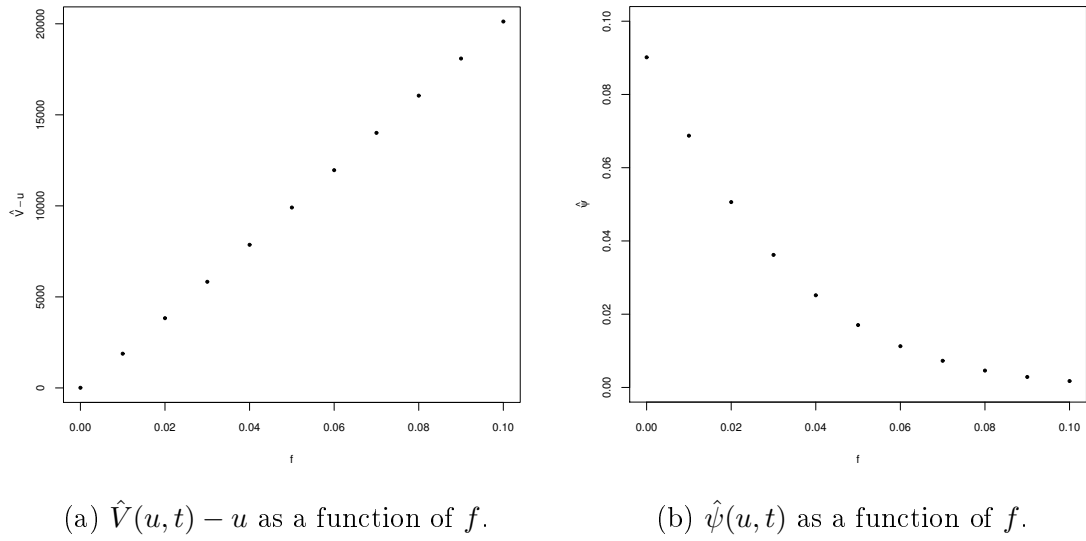 20000
15000
10000
5000
0
V̂ − u
0.00 0.02 0.04 0.06 0.08 0.10
f
(a) V̂(u, t) − u as a function of f.
0.10
0.08
0.06
0.04
0.02
0.00
ψ̂
0.00 0.02 0.04 0.06 0.08 0.10
f
(b) ψ̂(u, t) as a function of f.